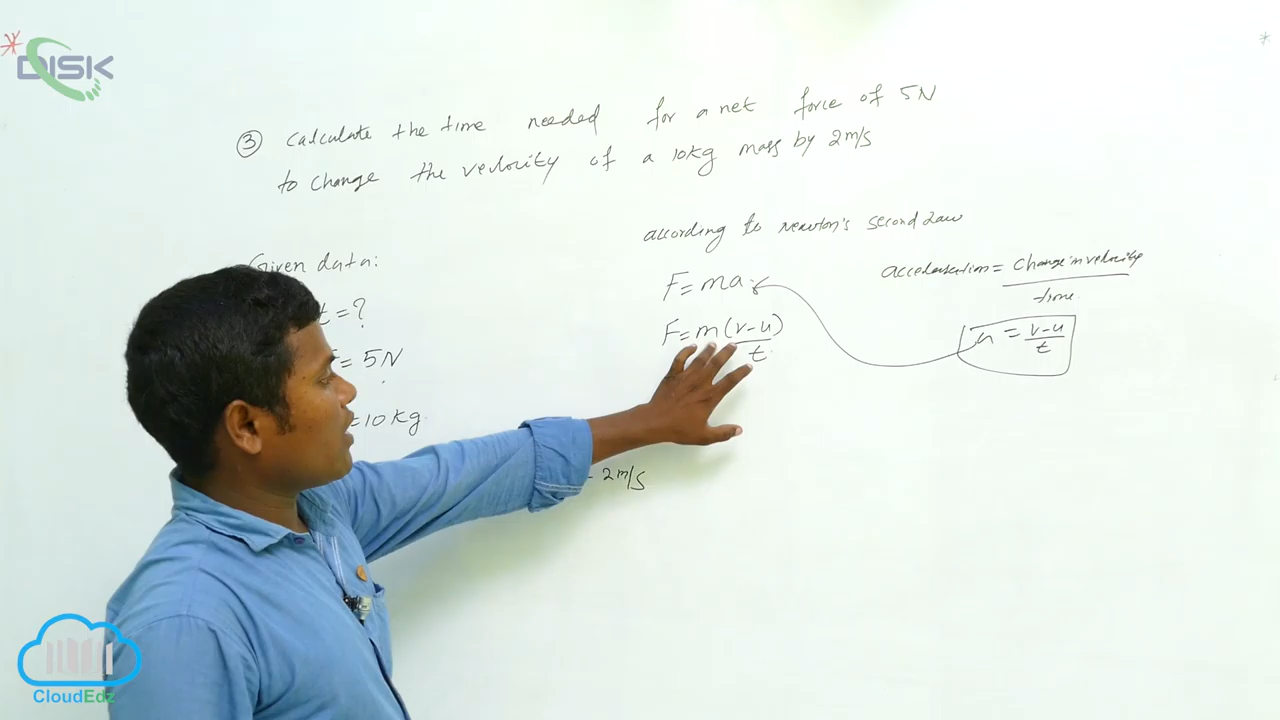 DISK
③ Calculate the time needed for a net force of 5N
to change the velocity of a 10kg mass by 2m/s
Given data:
t=?
= 5N
=10kg
- 2m/s
according to Newton's second law
F=ma
F=m(v-u)
t
acceleration = change in velocity
time
a = v-u
t
CloudEdz